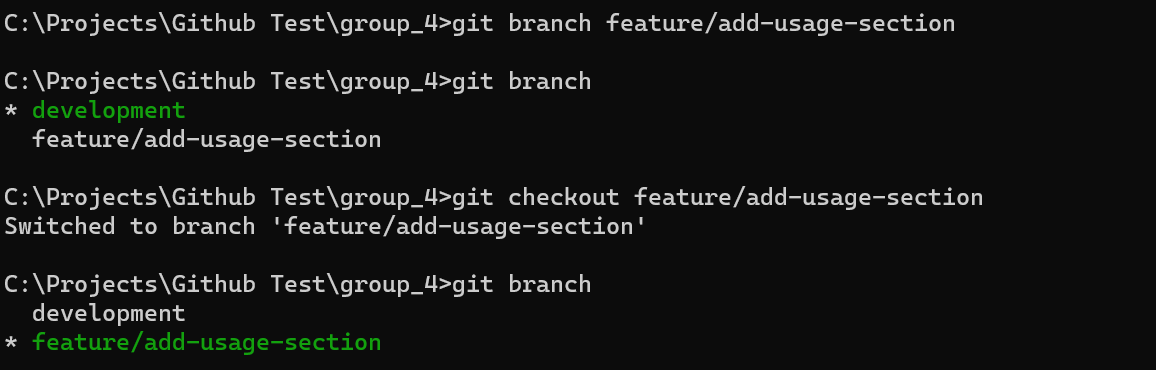 C:\Projects\Github Test\group_4>git branch feature/add-usage-section
C:\Projects\Github Test\group_4>git branch
* development
  feature/add-usage-section
C:\Projects\Github Test\group_4>git checkout feature/add-usage-section
Switched to branch 'feature/add-usage-section'
C:\Projects\Github Test\group_4>git branch
  development
* feature/add-usage-section